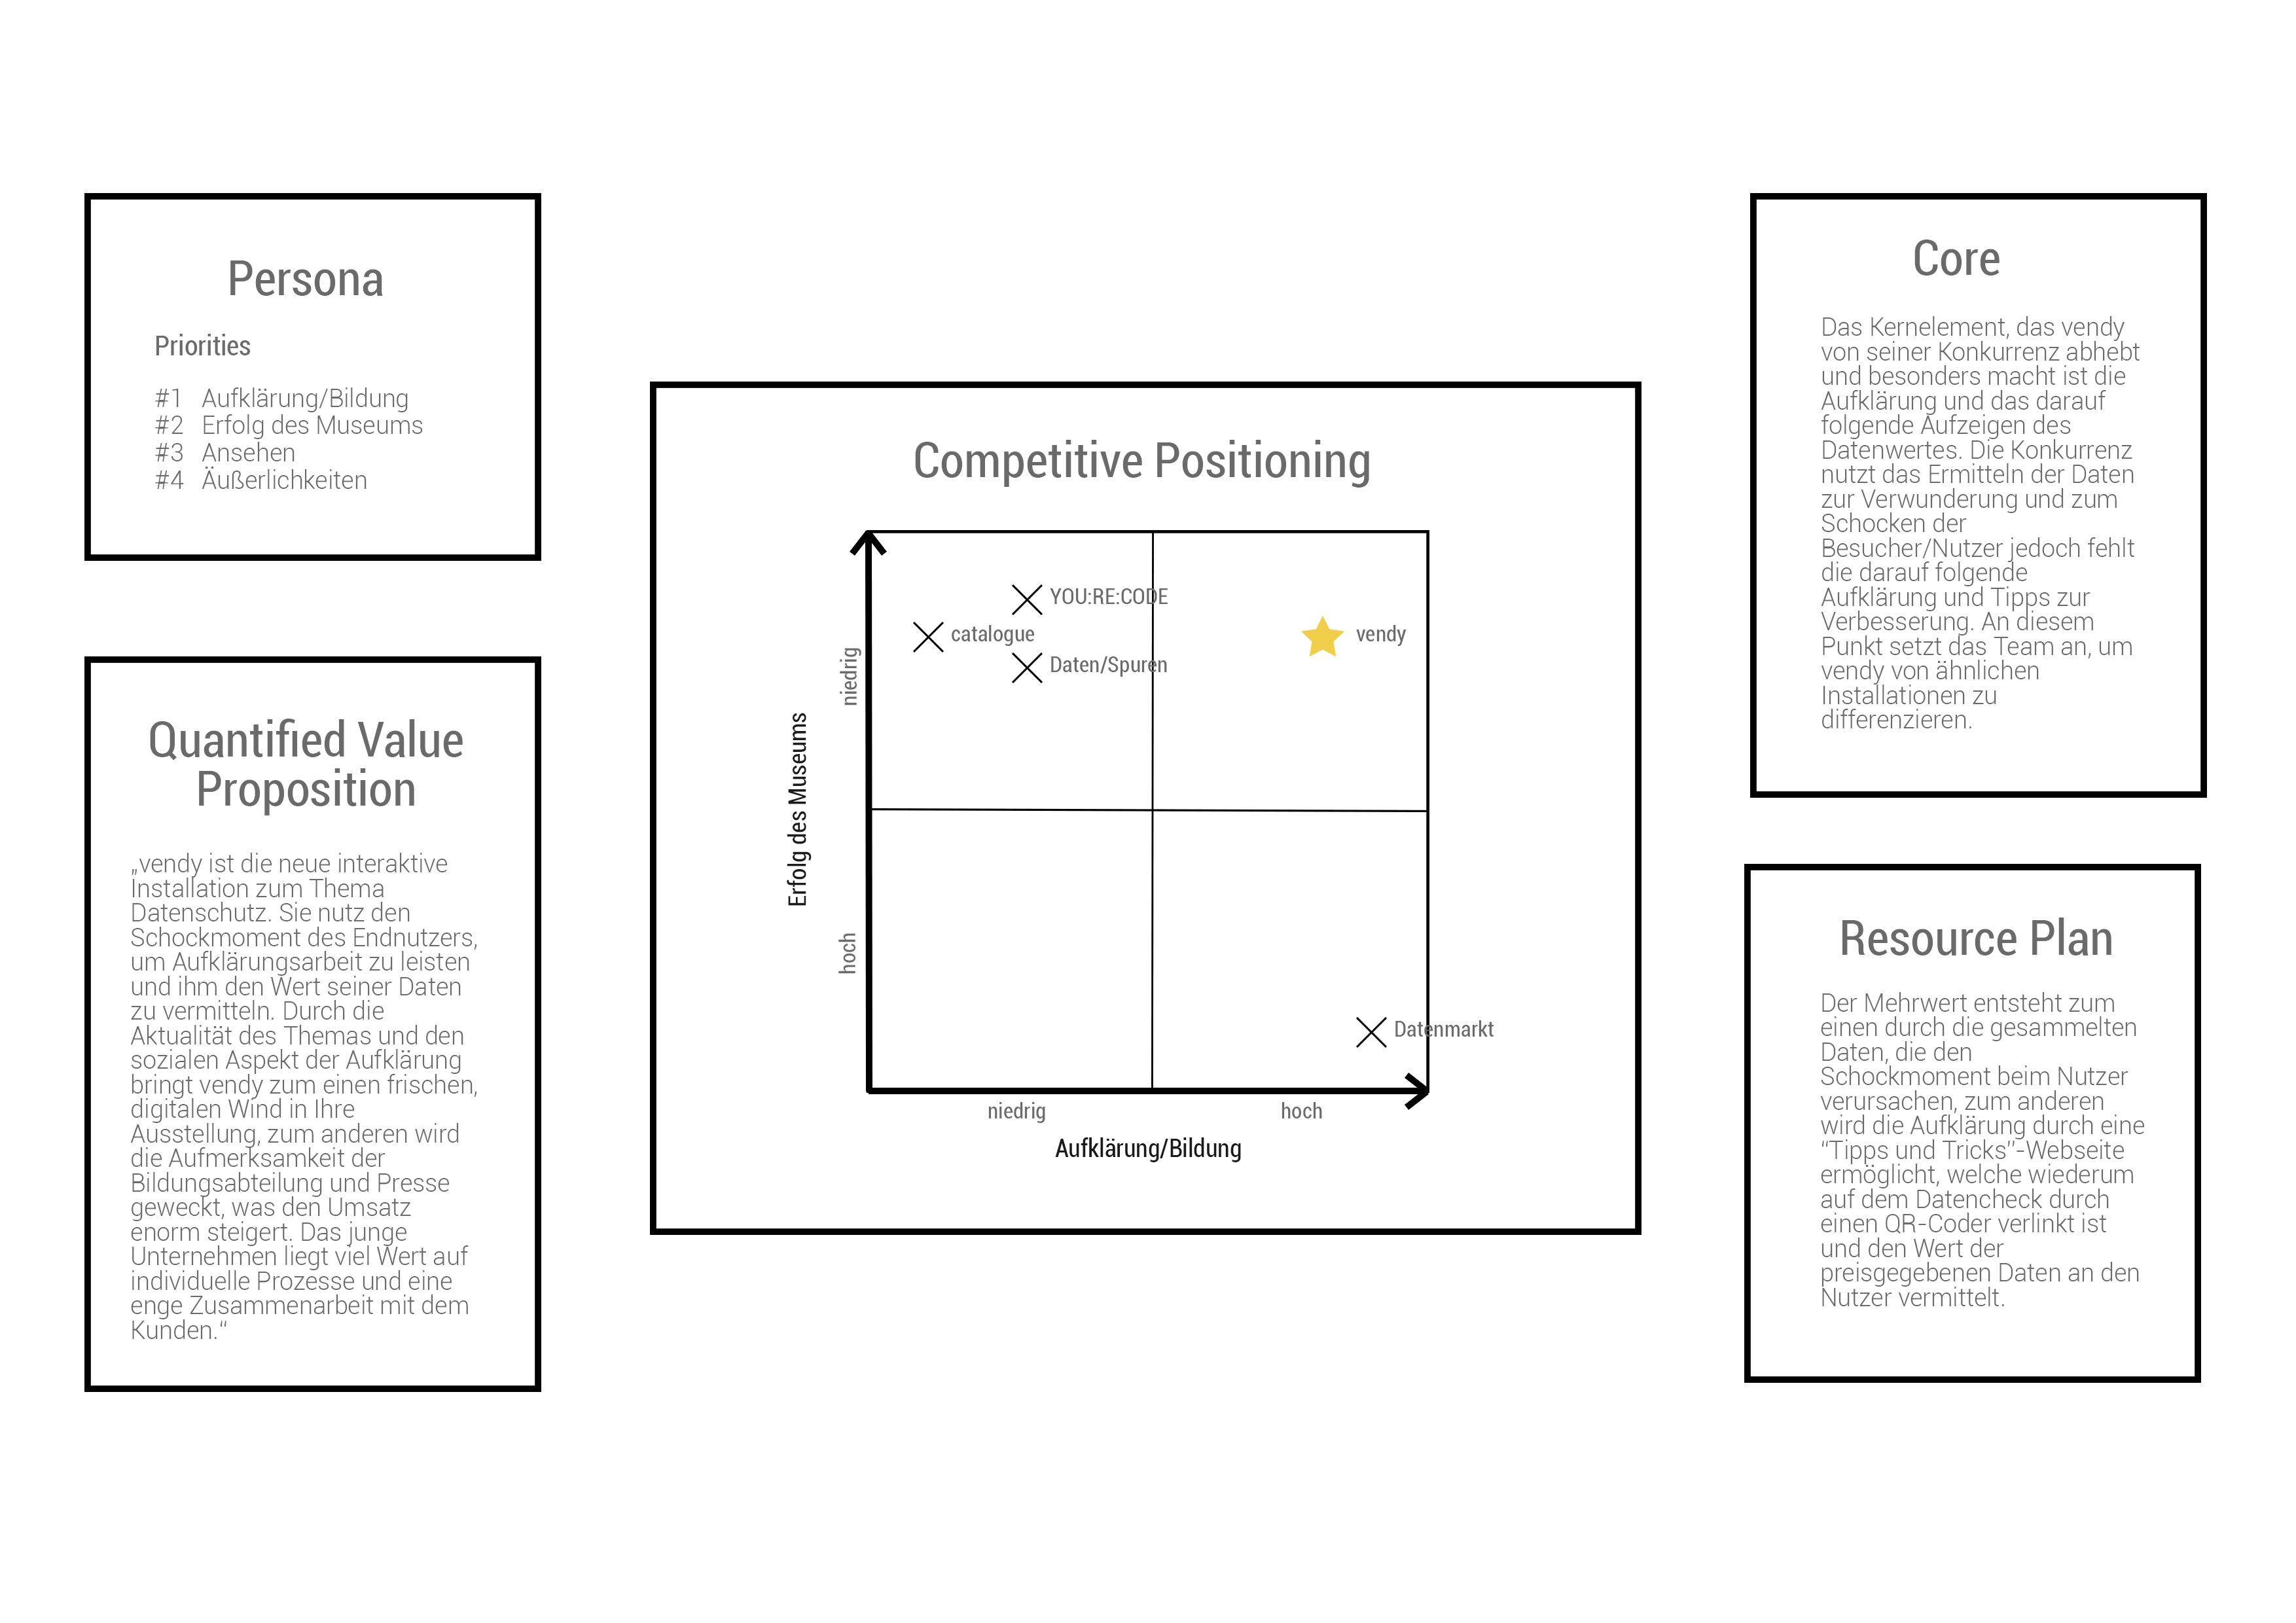 Persona
Priorities
#1 Aufklärung/Bildung
#2 Erfolg des Museums
#3 Ansehen
#4 Äußerlichkeiten
Quantified Value
Proposition
„vendy ist die neue interaktive
Installation zum Thema
Datenschutz. Sie nutz den
Schockmoment des Endnutzers,
um Aufklärungsarbeit zu leisten
und ihm den Wert seiner Daten
zu vermitteln. Durch die
Aktualität des Themas und den
sozialen Aspekt der Aufklärung
bringt vendy zum einen frischen,
digitalen Wind in Ihre
Ausstellung, zum anderen wird
die Aufmerksamkeit der
Bildungsabteilung und Presse
geweckt, was den Umsatz
enorm steigert. Das junge
Unternehmen liegt viel Wert auf
individuelle Prozesse und eine
enge Zusammenarbeit mit dem
Kunden.“
Competitive Positioning
YOU:RE:CODE
catalogue
Daten/Spuren
vendy
niedrig
Erfolg des Museums
hoch
Datenmarkt
niedrig
hoch
Aufklärung/Bildung
Core
Das Kernelement, das vendy
von seiner Konkurrenz abhebt
und besonders macht ist die
Aufklärung und das darauf
folgende Aufzeigen des
Datenwertes. Die Konkurrenz
nutzt das Ermitteln der Daten
zur Verwunderung und zum
Schocken der
Besucher/Nutzer jedoch fehlt
die darauf folgende
Aufklärung und Tipps zur
Verbesserung. An diesem
Punkt setzt das Team an, um
vendy von ähnlichen
Installationen zu
differenzieren.
Resource Plan
Der Mehrwert entsteht zum
einen durch die gesammelten
Daten, die den
Schockmoment beim Nutzer
verursachen, zum anderen
wird die Aufklärung durch eine
“Tipps und Tricks”-Webseite
ermöglicht, welche wiederum
auf dem Datencheck durch
einen QR-Coder verlinkt ist
und den Wert der
preisgegebenen Daten an den
Nutzer vermittelt.